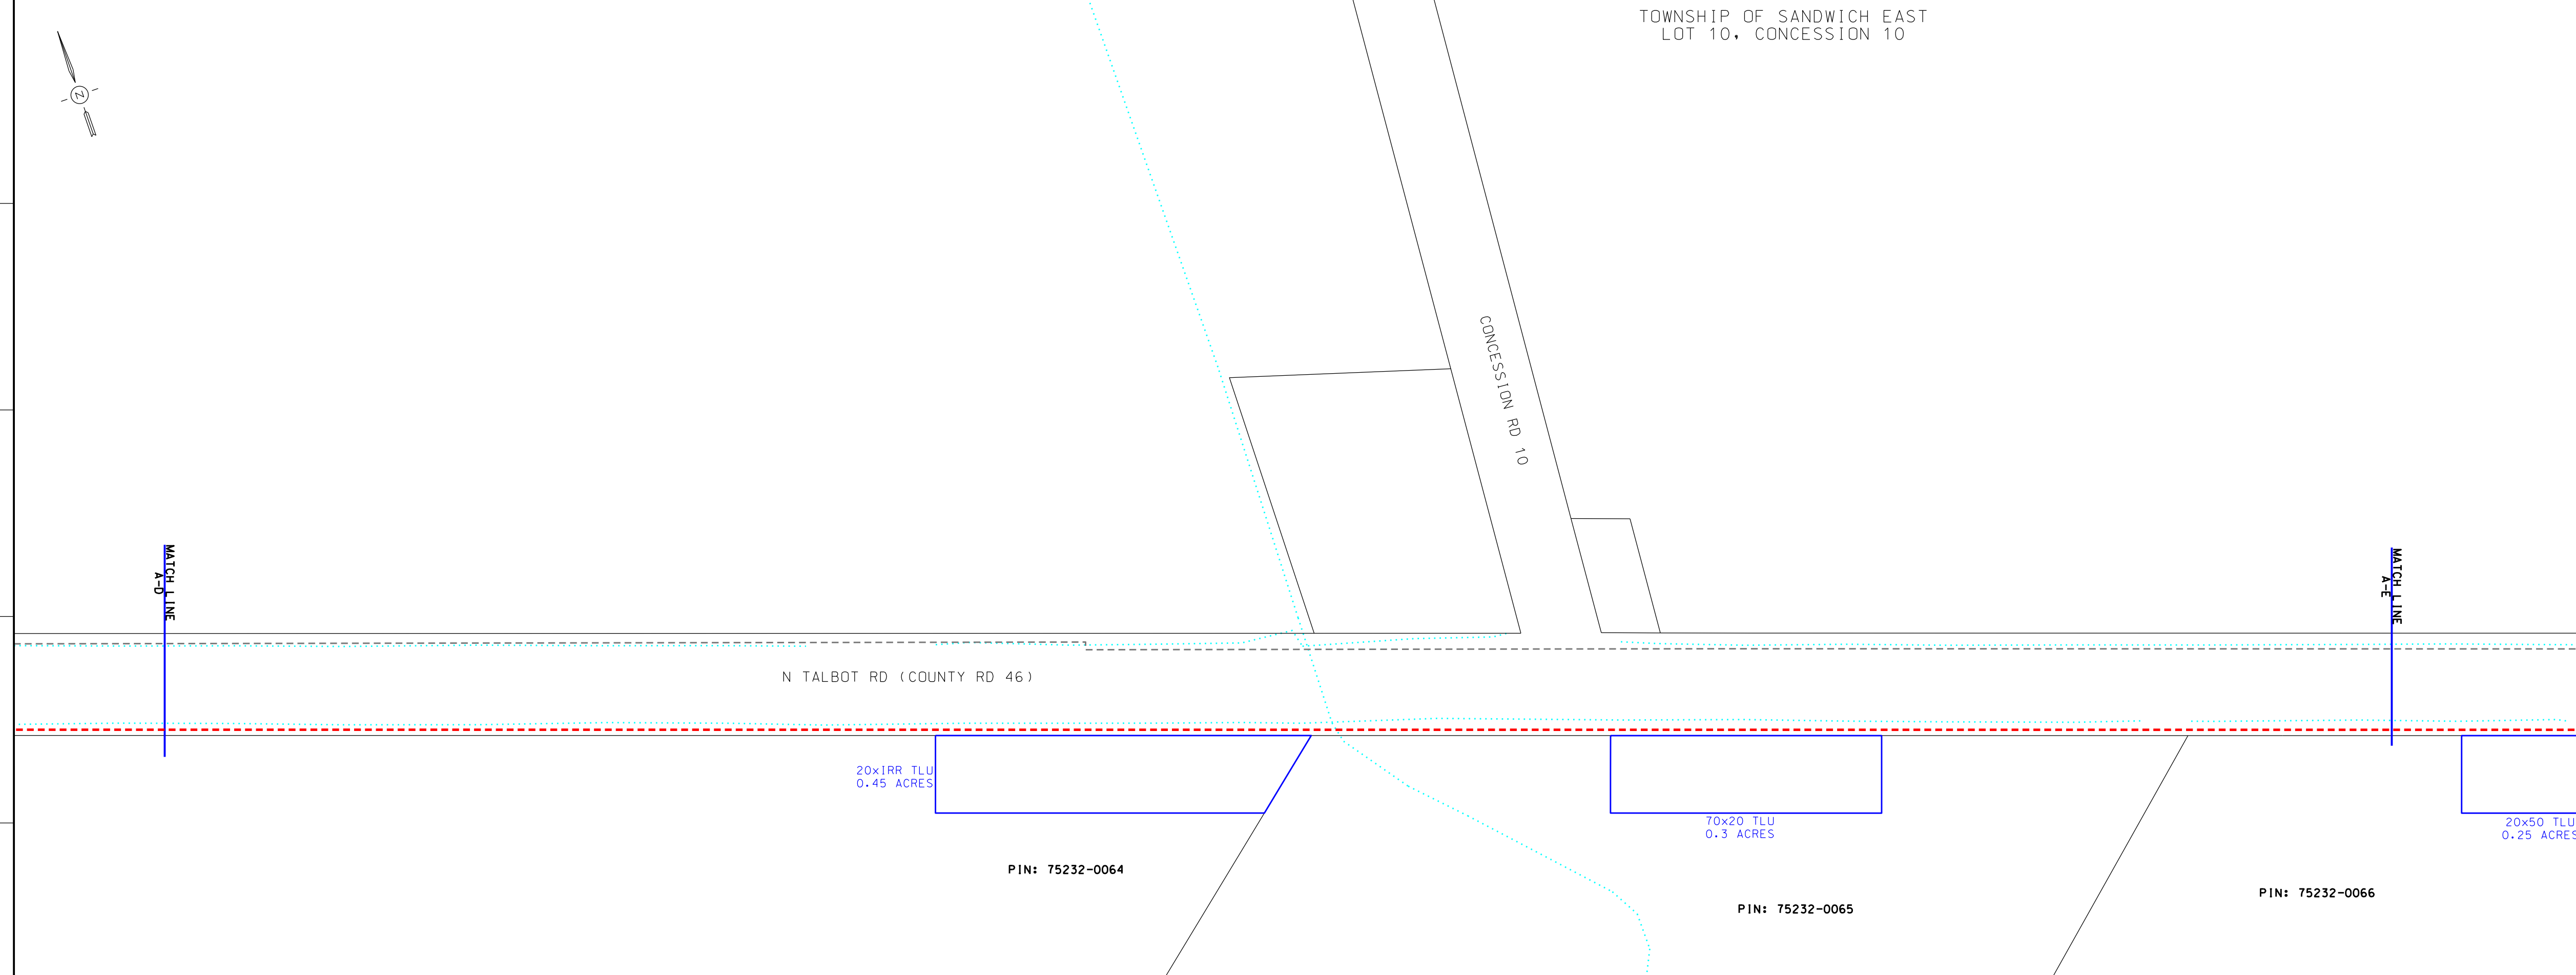 TOWNSHIP OF SANDWICH EAST
LOT 10, CONCESSION 10
N
CONCESSION RD 10
MATCH LINE
A-D
MATCH LINE
A-E
N TALBOT RD (COUNTY RD 46)
20xIRR TLU
0.45 ACRES
70x20 TLU
0.3 ACRES
20x50 TLU
0.25 ACRES
PIN: 75232-0064
PIN: 75232-0065
PIN: 75232-0066